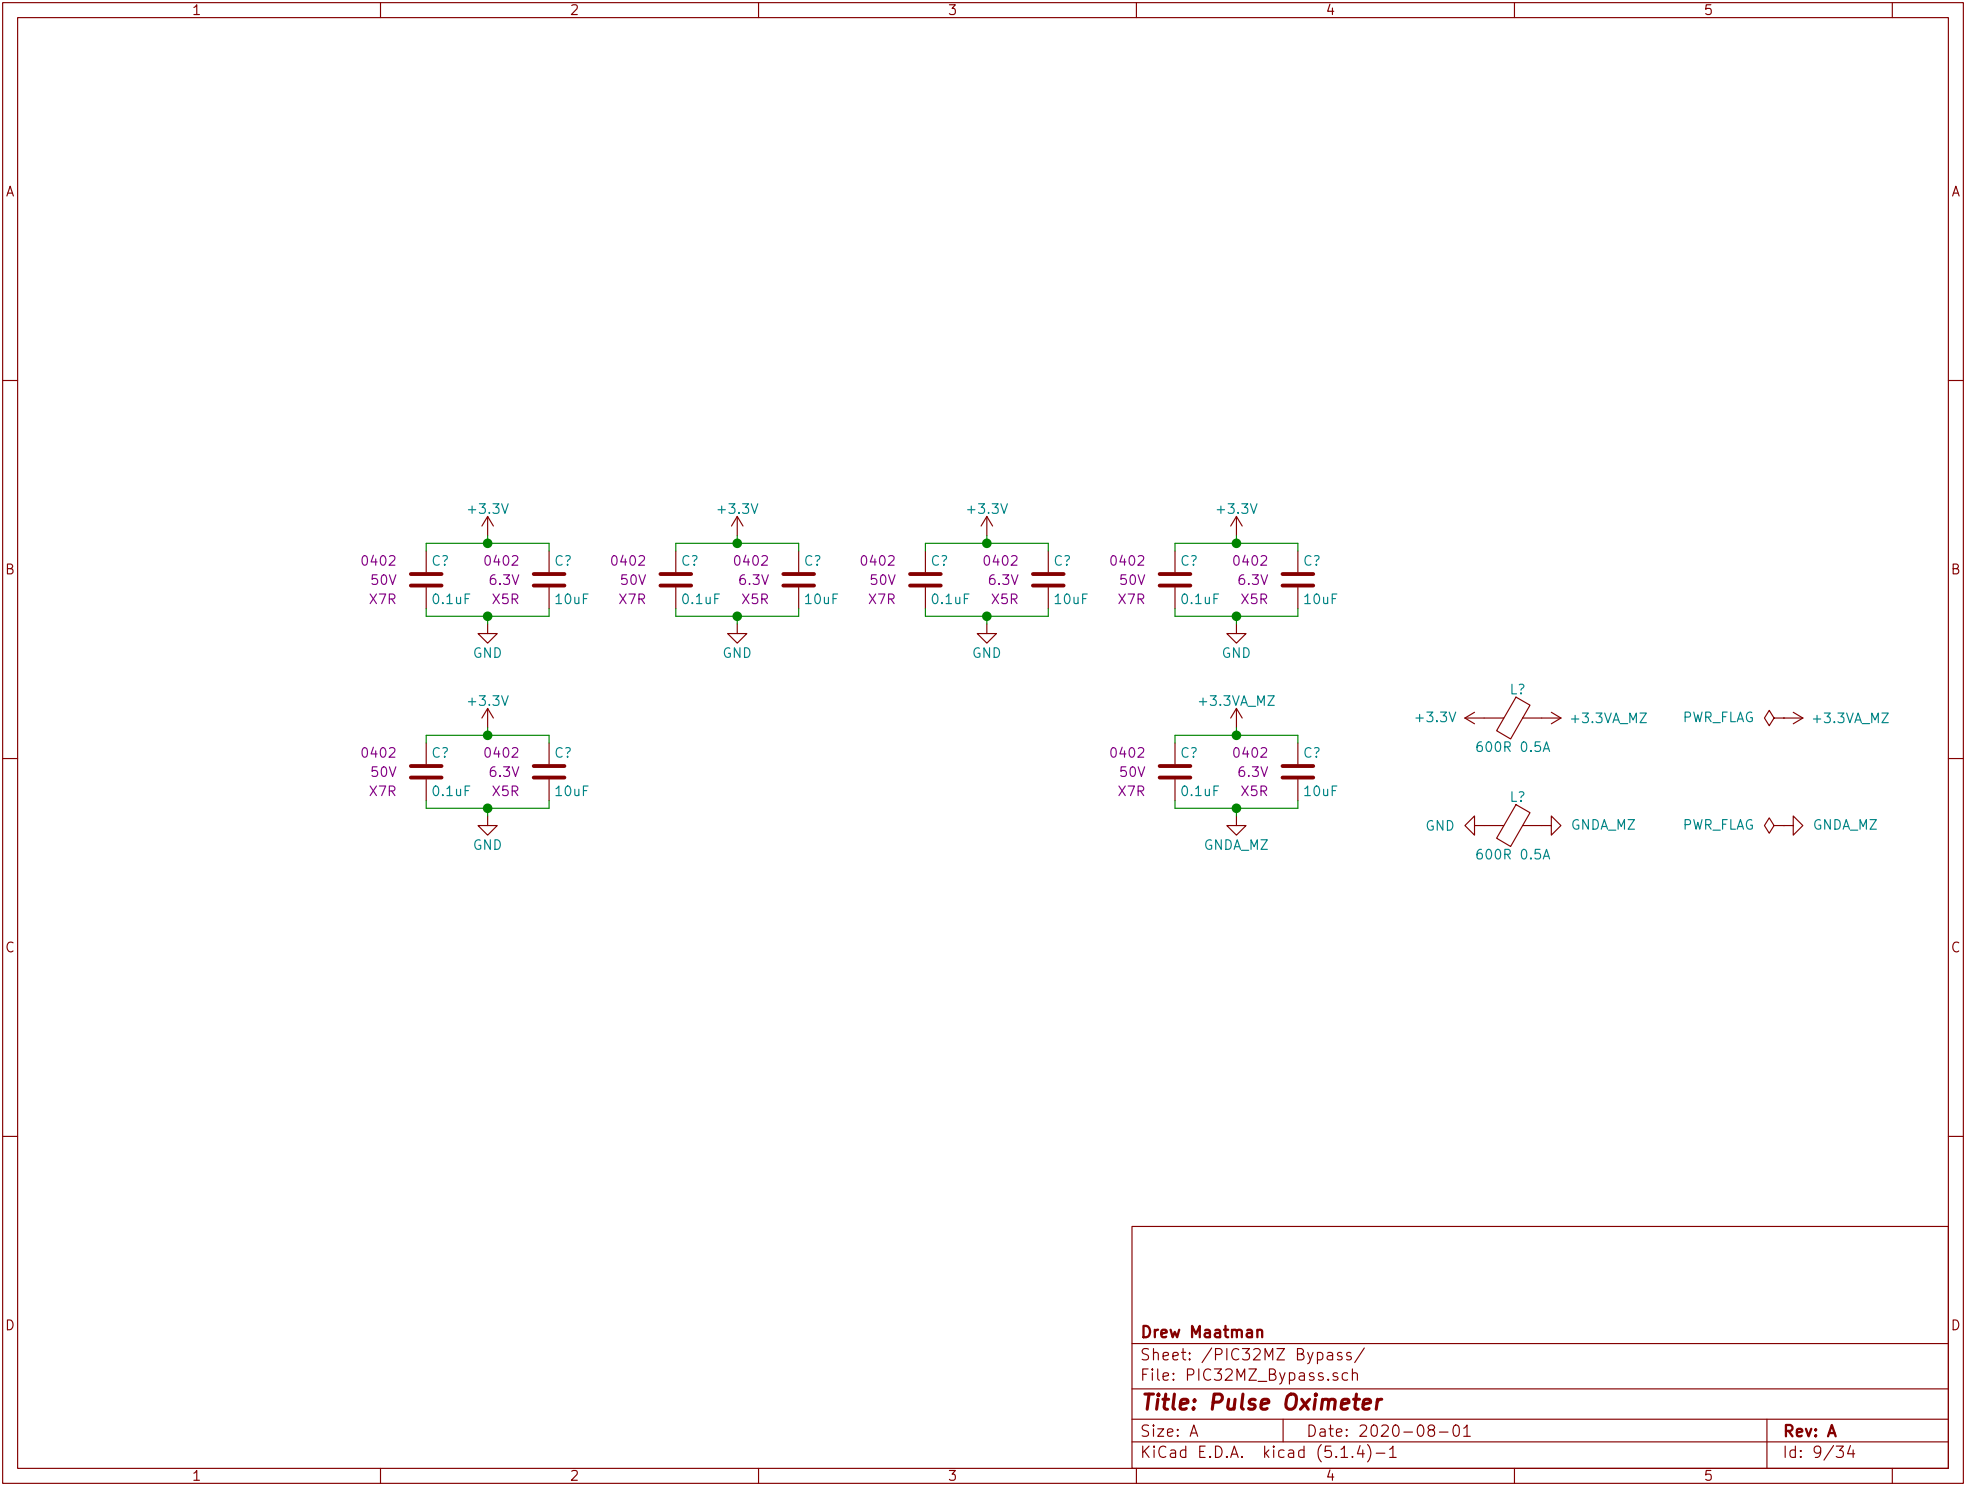 1 2 3 4 5
A A
+3.3V +3.3V +3.3V +3.3V
0402 C? 0402 C? 0402 C? 0402 C? 0402 C? 0402 C? 0402 C? 0402 C?
B B
50V 6.3V 50V 6.3V 50V 6.3V 50V 6.3V
X7R 0.1uF X5R 10uF X7R 0.1uF X5R 10uF X7R 0.1uF X5R 10uF X7R 0.1uF X5R 10uF
GND GND GND GND
L?
+3.3V +3.3VA_MZ
+3.3V +3.3VA_MZ PWR_FLAG +3.3VA_MZ
600R 0.5A
0402 C? 0402 C? 0402 C? 0402 C?
50V 6.3V 50V 6.3V
X7R 0.1uF X5R 10uF X7R 0.1uF X5R 10uF
L?
GND GNDA_MZ PWR_FLAG GNDA_MZ
GND GNDA_MZ
600R 0.5A
C C
D D
Drew Maatman
Sheet: /PIC32MZ Bypass/
File: PIC32MZ_Bypass.sch
Title: Pulse Oximeter
Size: A Date: 2020-08-01 Rev: A
KiCad E.D.A. kicad (5.1.4)-1 Id: 9/34
1 2 3 4 5